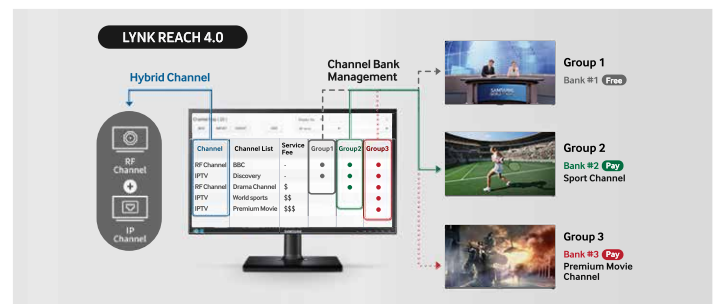 LYNK REACH 4.0
Hybrid Channel
Channel Bank
Management
RF
Channel
IP
Channel
Channel Channel List Service Fee Group1 Group2 Group3
RF Channel BBC -
IPTV Discovery -
RF Channel Drama Channel $
IPTV World sports $$
IPTV Premium Movie $$$
SAMSUNG
SAMSUNG
Group 1
Bank #1 Free
Group 2
Bank #2 Pay
Sport Channel
Group 3
Bank #3 Pay
Premium Movie
Channel